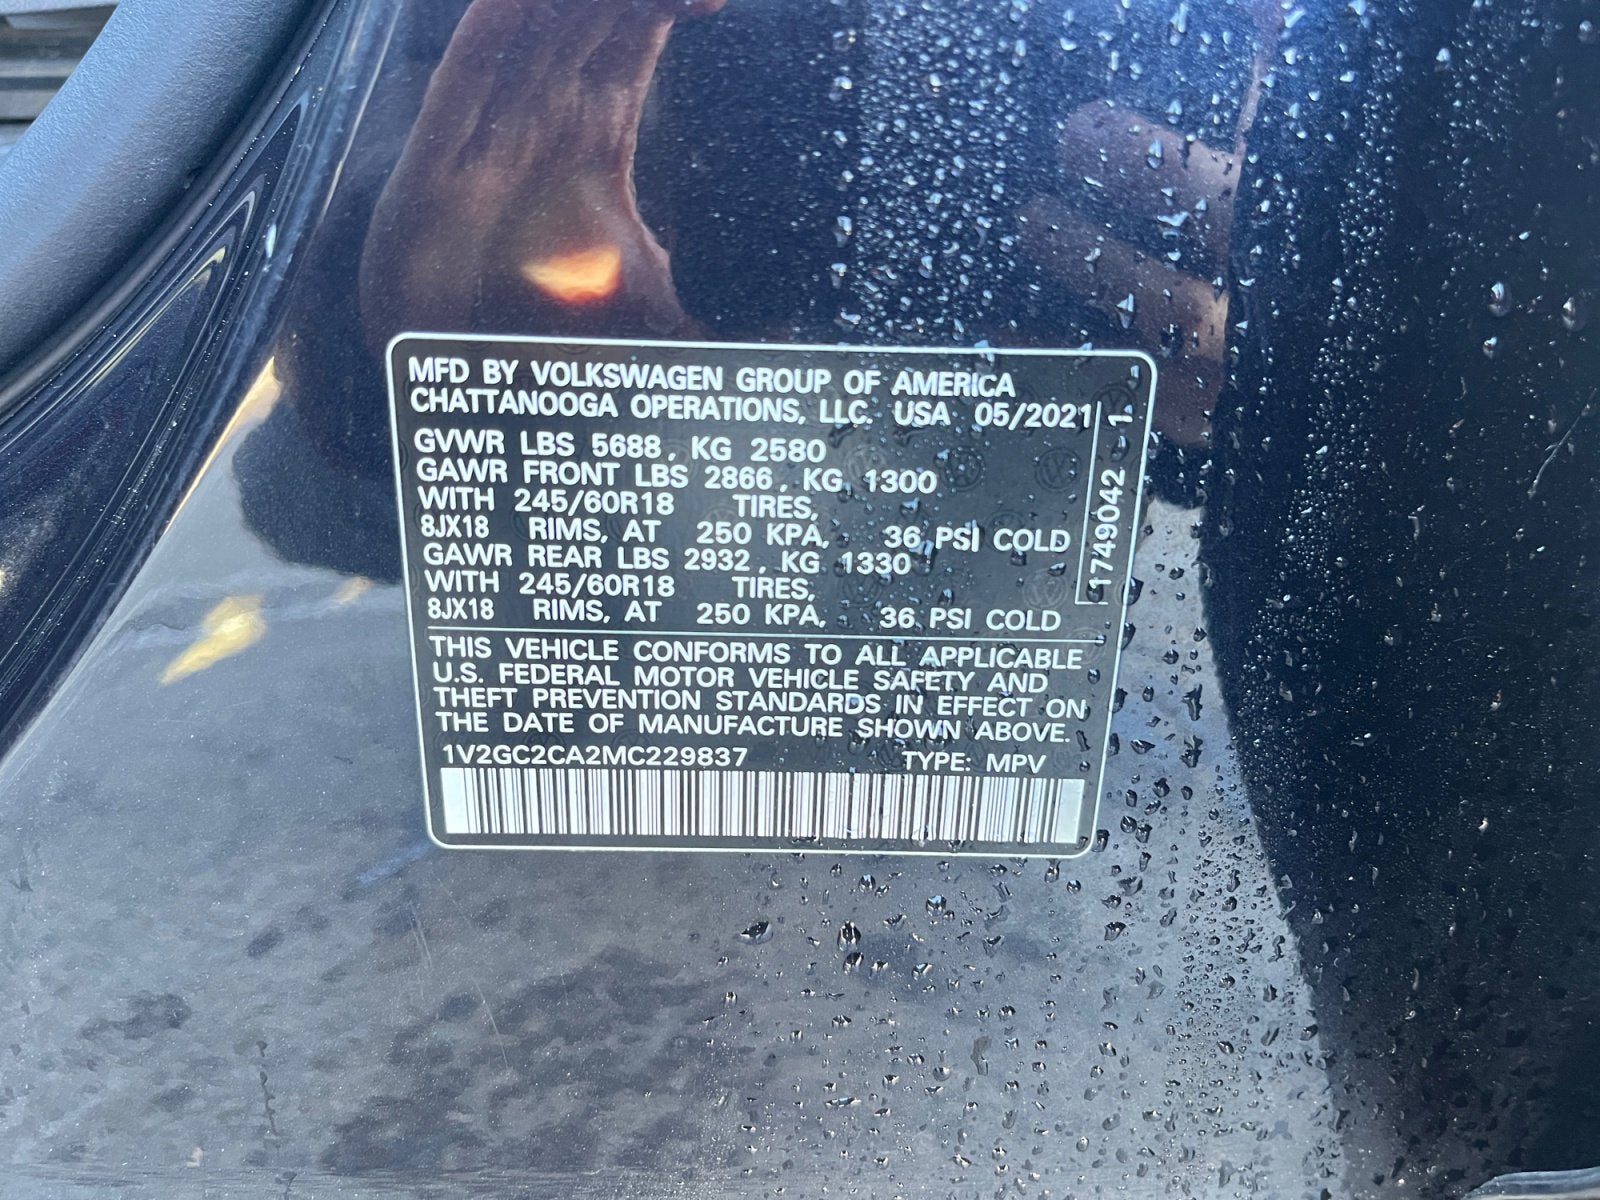 MFD BY VOLKSWAGEN GROUP OF AMERICA
CHATTANOOGA OPERATIONS, LLC. USA 05/2021
GVWR LBS 5688, KG 2580
GAWR FRONT LBS 2866, KG 1300
WITH 245/60R18 TIRES,
8JX18 RIMS, AT 250 KPA, 36 PSI COLD
GAWR REAR LBS 2932, KG 1330
WITH 245/60R18 TIRES,
8JX18 RIMS, AT 250 KPA, 36 PSI COLD
1749042 - 1
THIS VEHICLE CONFORMS TO ALL APPLICABLE
U.S. FEDERAL MOTOR VEHICLE SAFETY AND
THEFT PREVENTION STANDARDS IN EFFECT ON
THE DATE OF MANUFACTURE SHOWN ABOVE.
1V2GC2CA2MC229837 TYPE: MPV